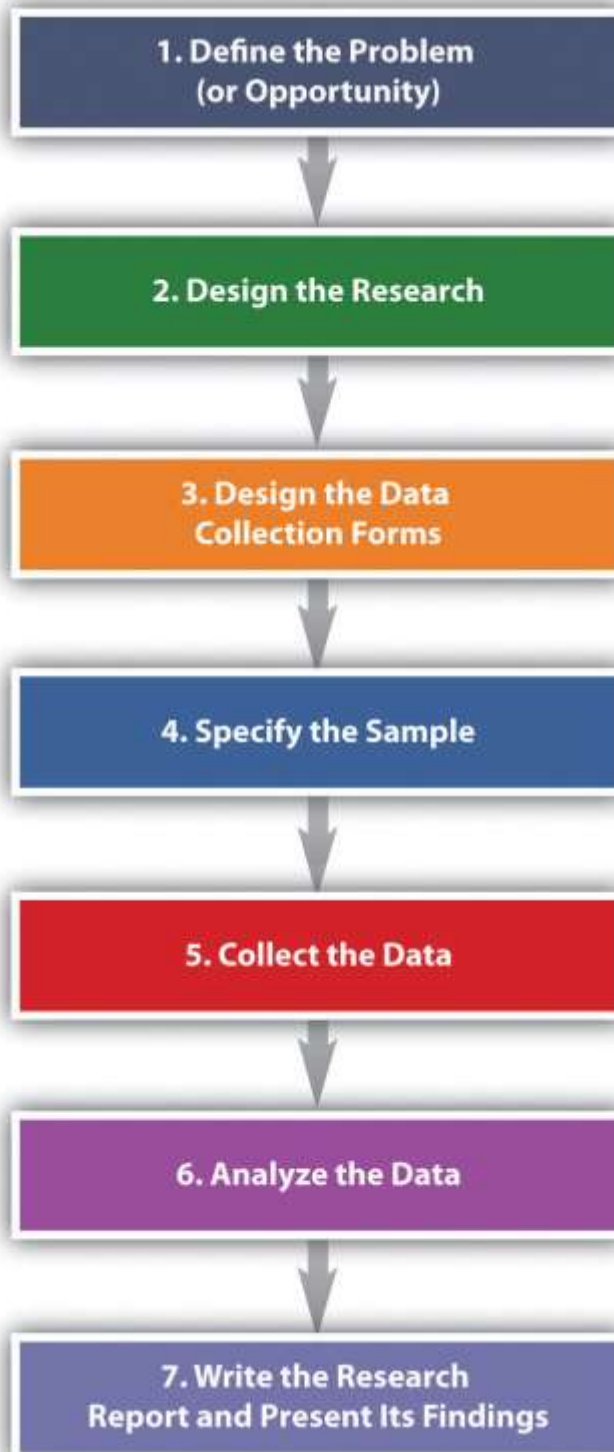 1. Define the Problem
(or Opportunity)
2. Design the Research
3. Design the Data
Collection Forms
4. Specify the Sample
5. Collect the Data
6. Analyze the Data
7. Write the Research
Report and Present Its Findings